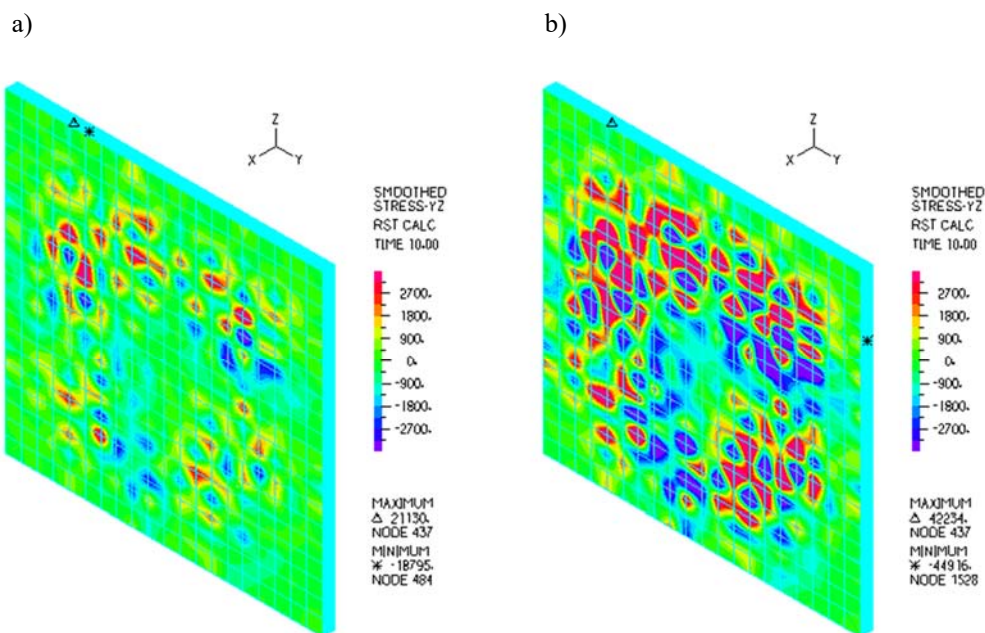 a)
b)
Z
X Y
SMOOTHED
STRESS-YZ
RST CALC
TIME 10.00
2700.
1800.
900.
0.
-900.
-1800.
-2700.
MAXIMUM
Δ 21130.
NODE 437
MINIMUM
* -18795.
NODE 484
Z
X Y
SMOOTHED
STRESS-YZ
RST CALC
TIME 10.00
2700.
1800.
900.
0.
-900.
-1800.
-2700.
MAXIMUM
Δ 42234.
NODE 437
MINIMUM
* -44916.
NODE 1528